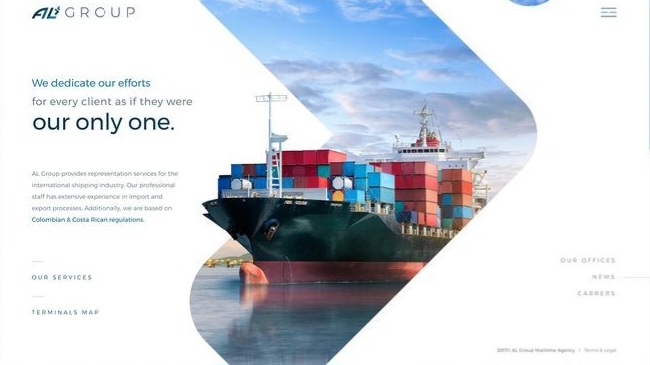 AL GROUP
We dedicate our efforts
for every client as if they were
our only one.
AL Group provides representation services for the
international shipping industry. Our professional
staff has extensive experience in import and
export processes. Additionally, we are based on
Colombian & Costa Rican regulations.
OUR SERVICES
TERMINALS MAP
OUR OFFICES
NEWS
CARRERS
AL Group Maritime Agency | Terms & Legal